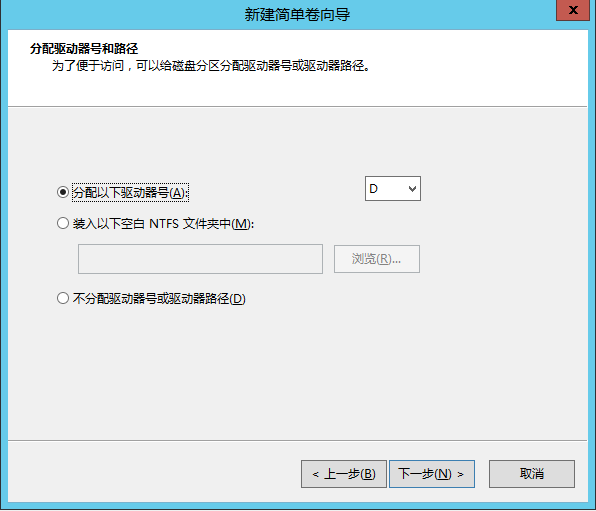 新建简单卷向导
x
分配驱动器号和路径
为了便于访问，可以给磁盘分区分配驱动器号或驱动器路径。
分配以下驱动器号(A): D
装入以下空白 NTFS 文件夹中(M):
浏览(R)...
不分配驱动器号或驱动器路径(D)
< 上一步(B) 下一步(N) > 取消